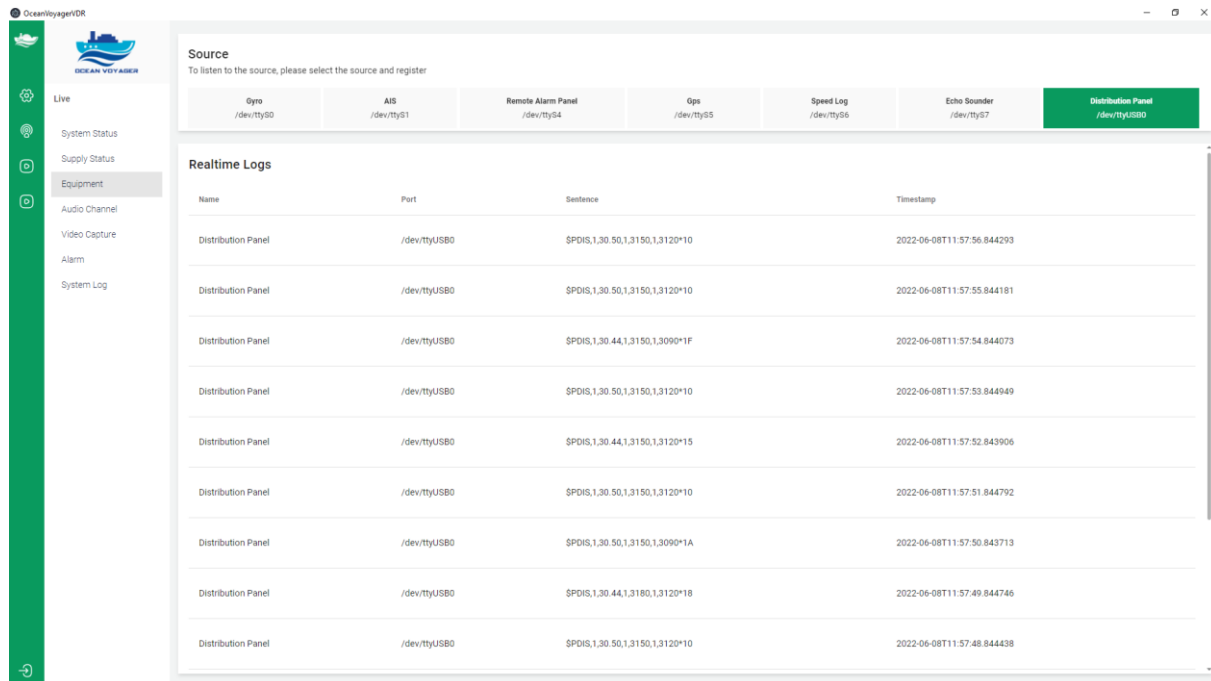 OceanVoyagerVDR
OCEAN VOYAGER
Live
System Status
Supply Status
Equipment
Audio Channel
Video Capture
Alarm
System Log
Source
To listen to the source, please select the source and register
Gyro
/dev/ttyS0
AIS
/dev/ttyS1
Remote Alarm Panel
/dev/ttyS4
Gps
/dev/ttyS5
Speed Log
/dev/ttyS6
Echo Sounder
/dev/ttyS7
Distribution Panel
/dev/ttyUSB0
Realtime Logs
Name Port Sentence Timestamp
Distribution Panel /dev/ttyUSB0 $PDIS,1,30.50,1,3150,1,3120*10 2022-06-08T11:57:56.844293
Distribution Panel /dev/ttyUSB0 $PDIS,1,30.50,1,3150,1,3120*10 2022-06-08T11:57:55.844181
Distribution Panel /dev/ttyUSB0 $PDIS,1,30.44,1,3150,1,3090*1F 2022-06-08T11:57:54.844073
Distribution Panel /dev/ttyUSB0 $PDIS,1,30.50,1,3150,1,3120*10 2022-06-08T11:57:53.844949
Distribution Panel /dev/ttyUSB0 $PDIS,1,30.44,1,3150,1,3120*15 2022-06-08T11:57:52.843906
Distribution Panel /dev/ttyUSB0 $PDIS,1,30.50,1,3150,1,3120*10 2022-06-08T11:57:51.844792
Distribution Panel /dev/ttyUSB0 $PDIS,1,30.50,1,3150,1,3090*1A 2022-06-08T11:57:50.843713
Distribution Panel /dev/ttyUSB0 $PDIS,1,30.44,1,3180,1,3120*18 2022-06-08T11:57:49.844746
Distribution Panel /dev/ttyUSB0 $PDIS,1,30.50,1,3150,1,3120*10 2022-06-08T11:57:48.844438